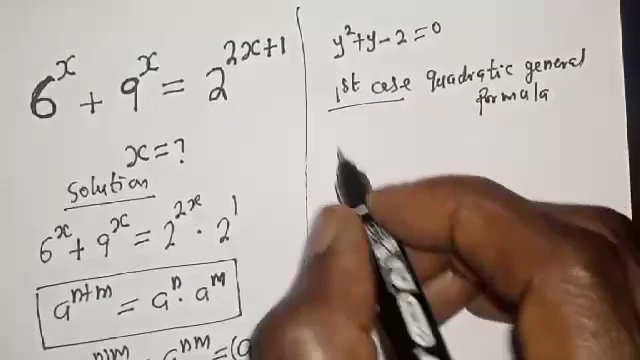 6^x + 9^x = 2^{2x+1}
x = ?
Solution
6^x + 9^x = 2^{2x} · 2^1
a^{n+m} = a^n · a^m
y² + y - 2 = 0
1st case quadratic general
formula